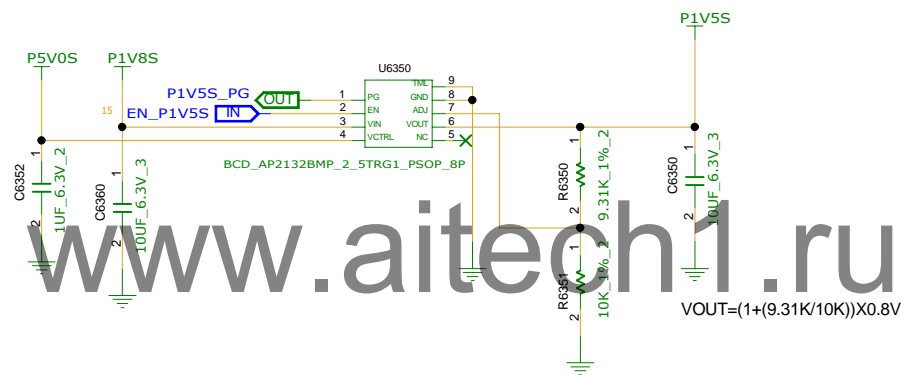 P1V5S
P5V0S
P1V8S
U6350
P1V5S_PG
OUT
15
EN_P1V5S
IN
1
2
3
4
PG
EN
VIN
VCTRL
TML
GND
ADJ
VOUT
NC
9
8
7
6
5
BCD_AP2132BMP_2_5TRG1_PSOP_8P
C6352
1
2
1UF_6.3V_2
C6360
1
2
10UF_6.3V_3
R6350
1
2
9.31K_1%_2
C6350
1
2
10UF_6.3V_3
R6351
1
2
10K_1%_2
www.aitech1.ru
VOUT=(1+(9.31K/10K))X0.8V